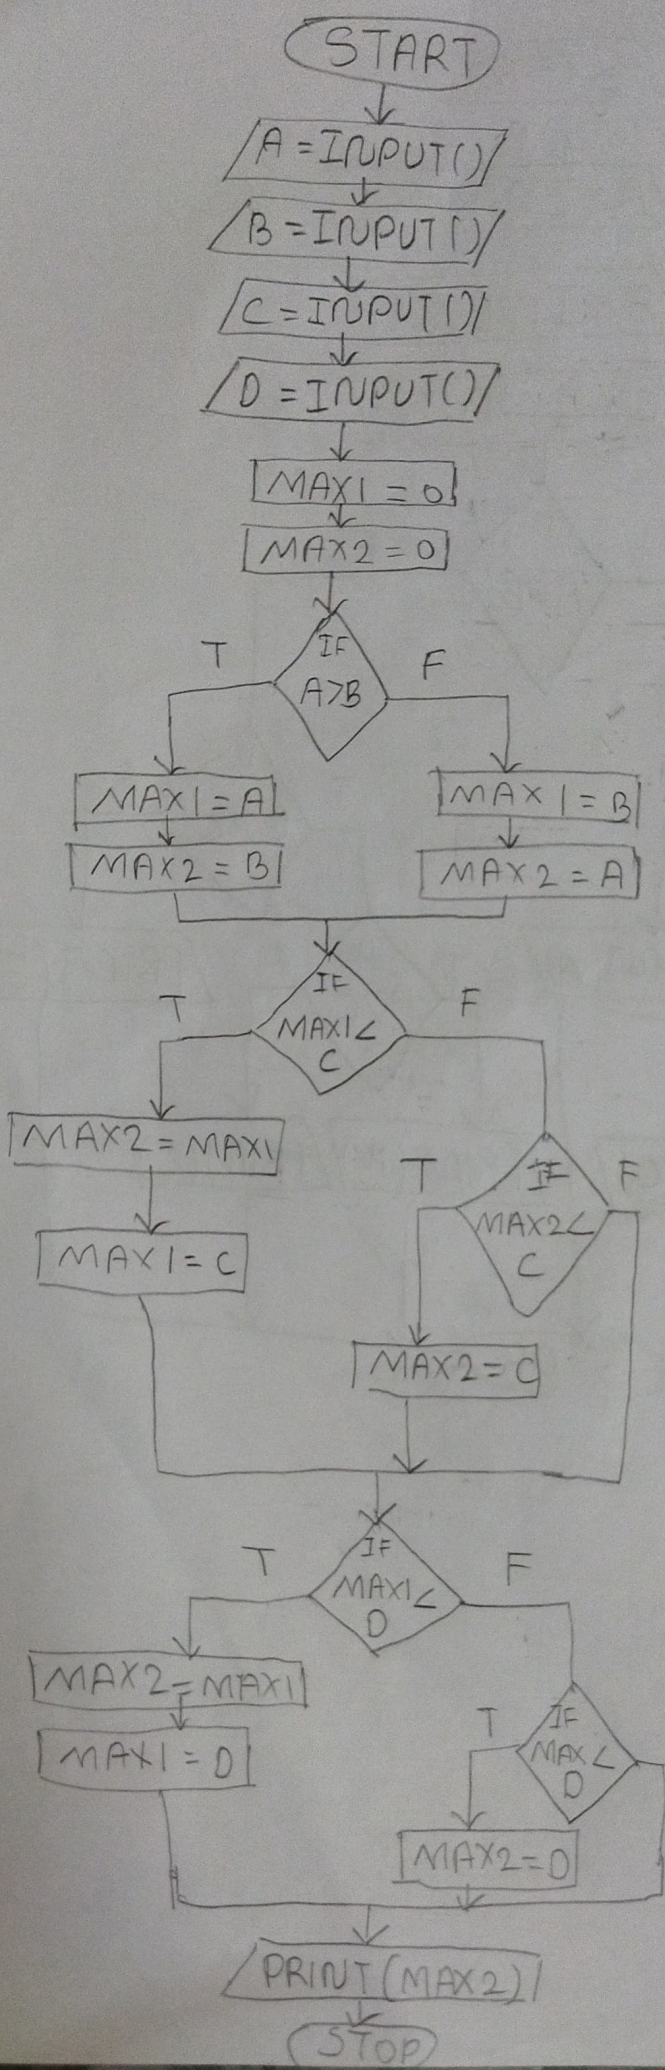 START
A = INPUT()
B = INPUT()
C = INPUT()
D = INPUT()
MAX1 = 0
MAX2 = 0
T
IF
A>B
F
MAX1 = A
MAX2 = B
MAX1 = B
MAX2 = A
T
IF
MAX1<
C
F
MAX2 = MAX1
MAX1 = C
T
IF
MAX2<
C
F
MAX2 = C
T
IF
MAX1<
D
F
MAX2 = MAX1
MAX1 = D
T
IF
MAX<
D
MAX2 = D
PRINT(MAX2)
STOP